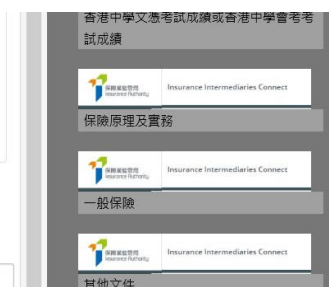 香港中學文憑考試成績或香港中學會考考
試成績
保險業監管局
Insurance Authority
Insurance Intermediaries Connect
保險原理及實務
保險業監管局
Insurance Authority
Insurance Intermediaries Connect
一般保險
保險業監管局
Insurance Authority
Insurance Intermediaries Connect
其他文件